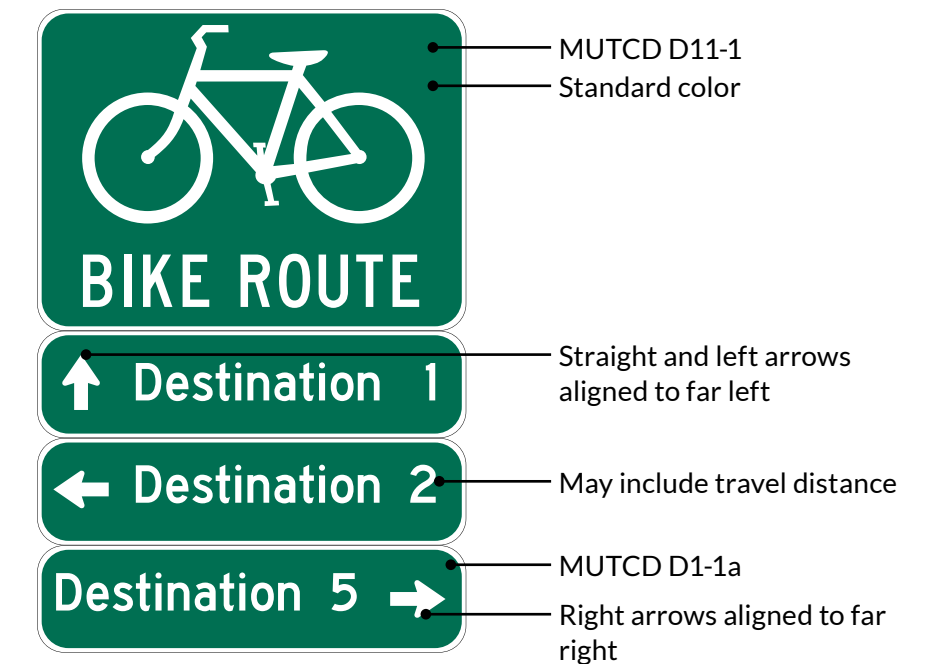 MUTCD D11-1
Standard color
BIKE ROUTE
Destination 1
Straight and left arrows
aligned to far left
Destination 2
May include travel distance
MUTCD D1-1a
Destination 5
Right arrows aligned to far
right